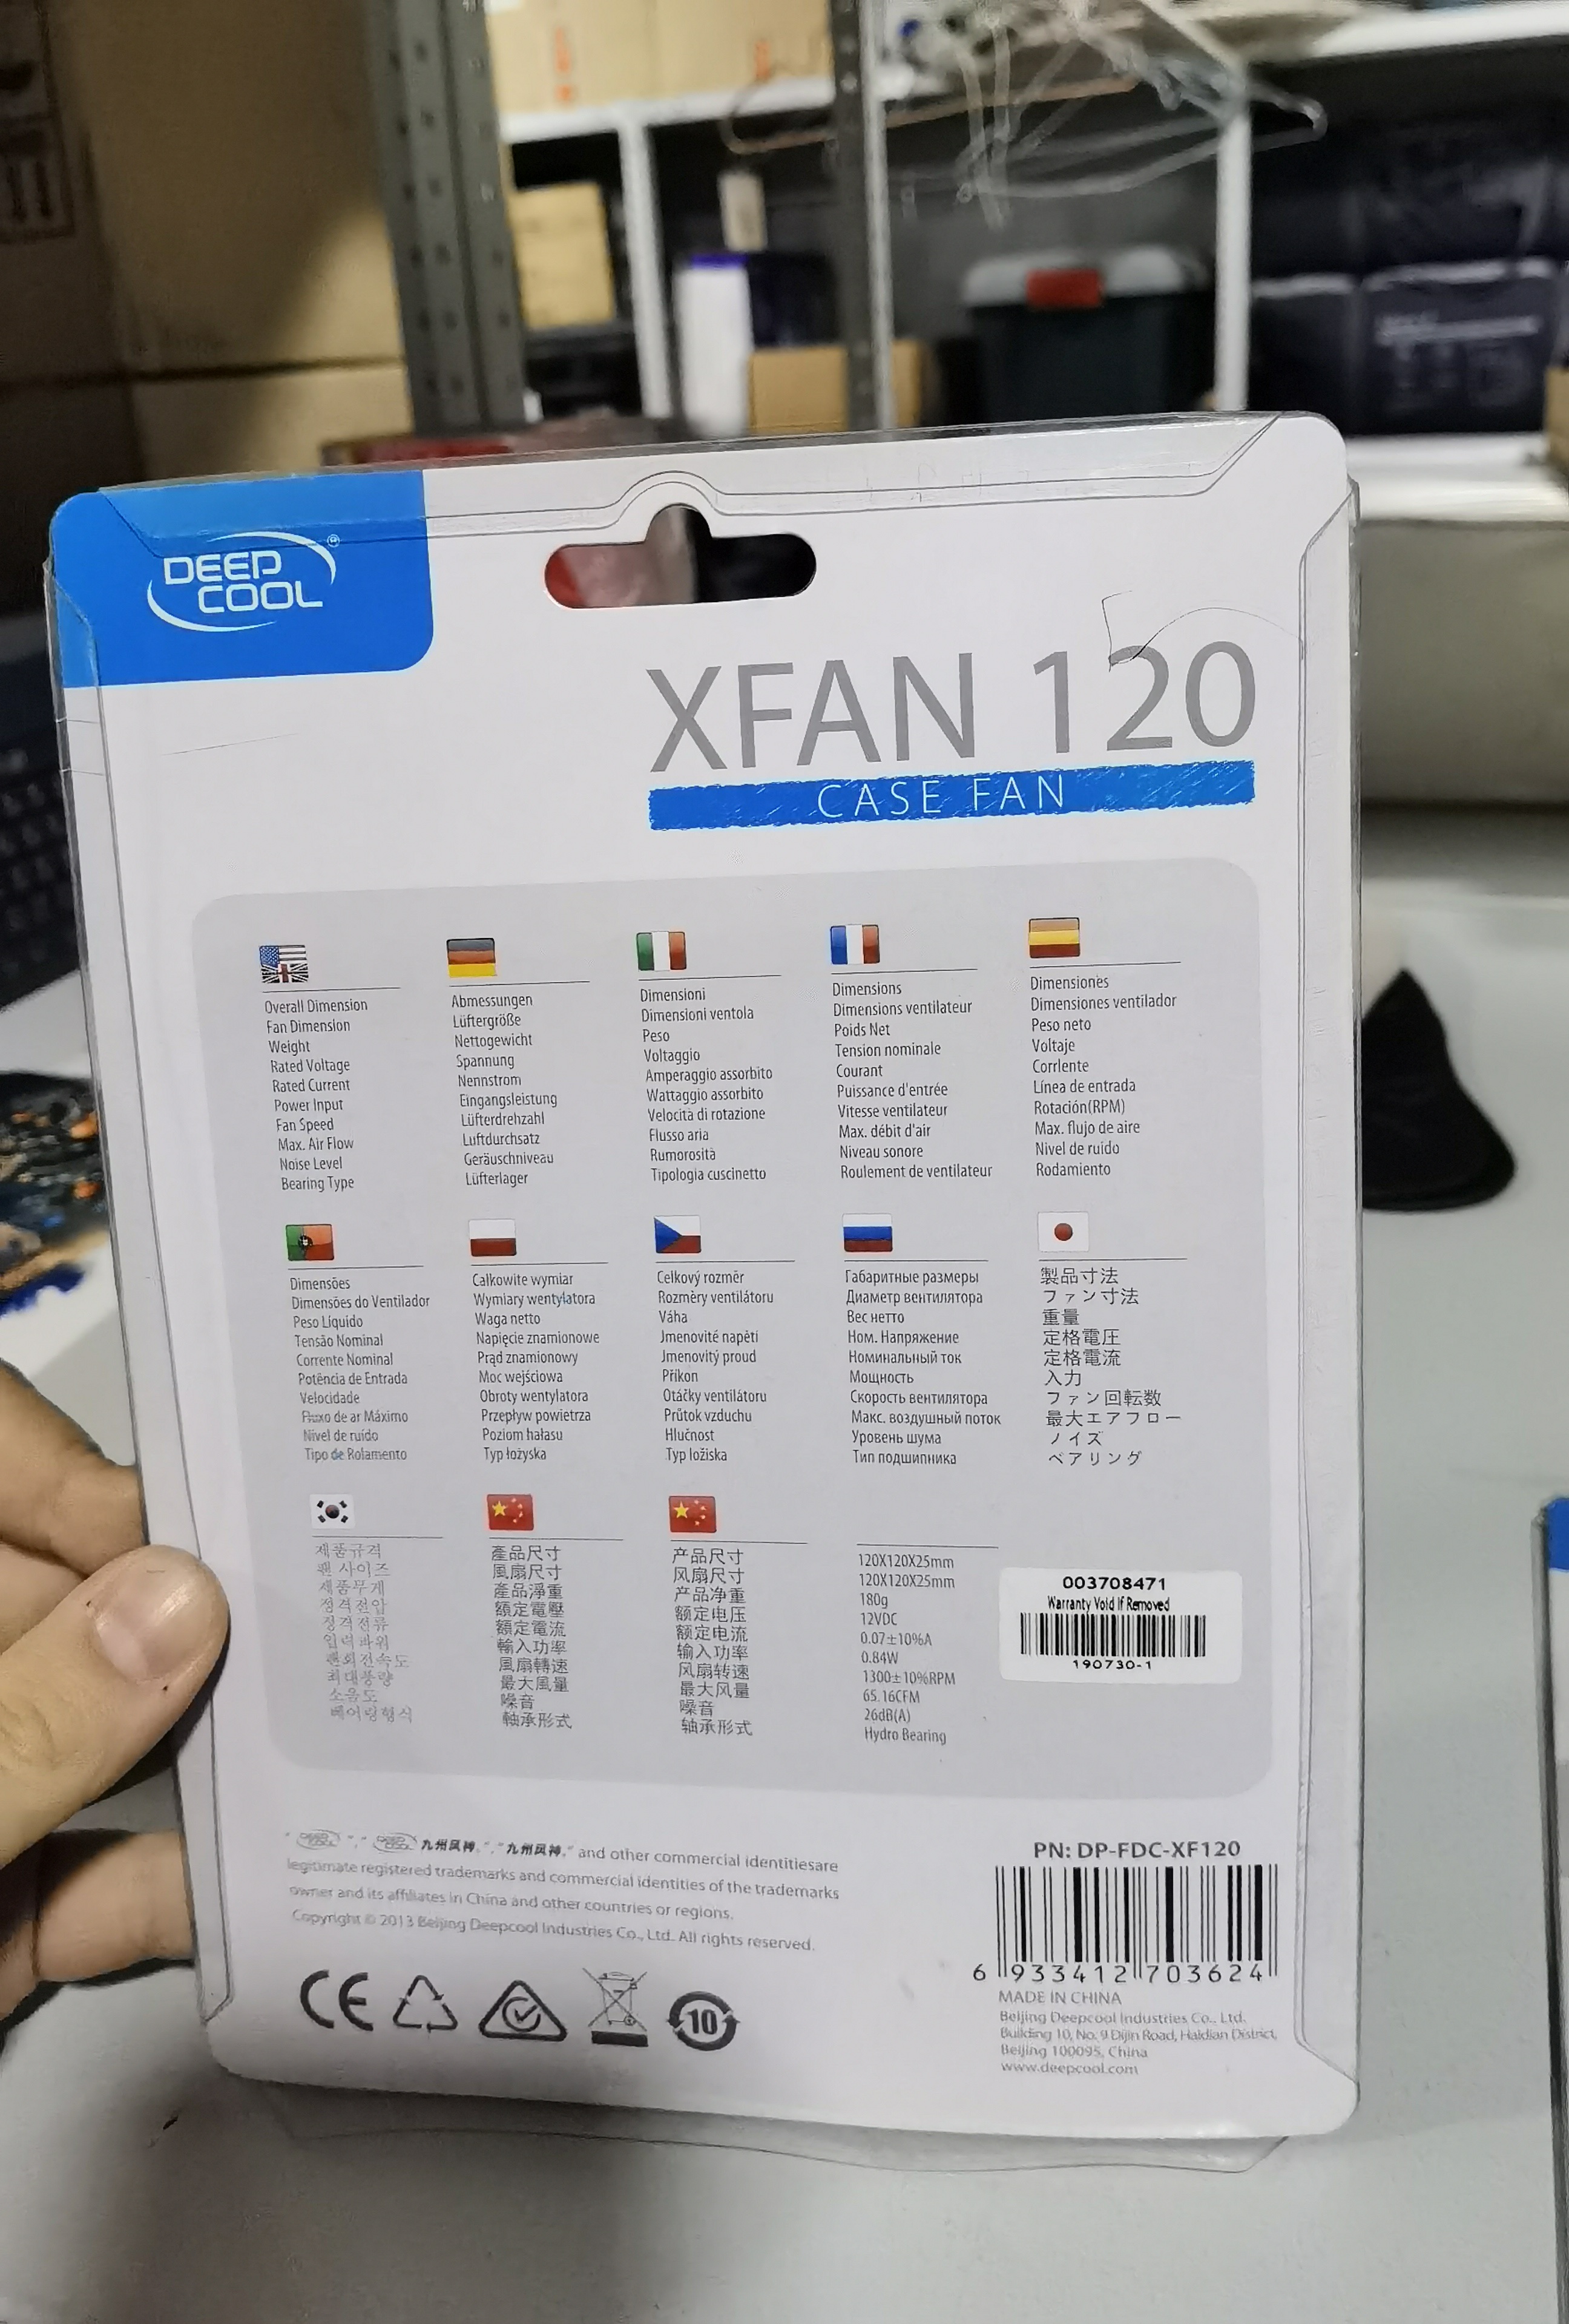 DEEP
COOL
®
XFAN 120
CASE FAN
Overall Dimension
Fan Dimension
Weight
Rated Voltage
Rated Current
Power Input
Fan Speed
Max. Air Flow
Noise Level
Bearing Type
Abmessungen
Lüftergröße
Nettogewicht
Spannung
Nennstrom
Eingangsleistung
Lüfterdrehzahl
Luftdurchsatz
Geräuschniveau
Lüfterlager
Dimensioni
Dimensioni ventola
Peso
Voltaggio
Amperaggio assorbito
Wattaggio assorbito
Velocità di rotazione
Flusso aria
Rumorosità
Tipologia cuscinetto
Dimensions
Dimensions ventilateur
Poids Net
Tension nominale
Courant
Puissance d'entrée
Vitesse ventilateur
Max. débit d'air
Niveau sonore
Roulement de ventilateur
Dimensiones
Dimensiones ventilador
Peso neto
Voltaje
Corrlente
Línea de entrada
Rotación(RPM)
Max. flujo de aire
Nivel de ruido
Rodamiento
Dimensões
Dimensões do Ventilador
Peso Líquido
Tensão Nominal
Corrente Nominal
Potência de Entrada
Velocidade
Fluxo de ar Máximo
Nível de ruído
Tipo de Rolamento
Całkowite wymiar
Wymiary wentylatora
Waga netto
Napięcie znamionowe
Prąd znamionowy
Moc wejściowa
Obroty wentylatora
Przepływ powietrza
Poziom hałasu
Typ łożyska
Celkový rozměr
Rozměry ventilátoru
Váha
Jmenovité napětí
Jmenovitý proud
Příkon
Otáčky ventilátoru
Průtok vzduchu
Hlučnost
Typ ložiska
Габаритные размеры
Диаметр вентилятора
Вес нетто
Ном. Напряжение
Номинальный ток
Мощность
Скорость вентилятора
Макс. воздушный поток
Уровень шума
Тип подшипника
製品寸法
ファン寸法
重量
定格電圧
定格電流
入力
ファン回転数
最大エアフロー
ノイズ
ベアリング
제품규격
팬 사이즈
제품무게
정격전압
정격전류
입력파워
팬회전속도
최대풍량
소음도
베어링형식
產品尺寸
風扇尺寸
產品淨重
額定電壓
額定電流
輸入功率
風扇轉速
最大風量
噪音
軸承形式
产品尺寸
风扇尺寸
产品净重
额定电压
额定电流
输入功率
风扇转速
最大风量
噪音
轴承形式
120X120X25mm
120X120X25mm
180g
12VDC
0.07±10%A
0.84W
1300±10%RPM
65.16CFM
26dB(A)
Hydro Bearing
003708471
Warranty Void If Removed
190730-1
" DEEP COOL ", " DEEP COOL 九州风神, ", "九州风神, " and other commercial identitiesare
legitimate registered trademarks and commercial identities of the trademarks
owner and its affiliates in China and other countries or regions.
Copyright © 2013 Beijing Deepcool Industries Co., Ltd. All rights reserved.
CE
10
PN: DP-FDC-XF120
6 933412 703624
MADE IN CHINA
Beijing Deepcool Industries Co., Ltd.
Building 10, No. 9 Dijin Road, Haidian District,
Beijing 100095, China
www.deepcool.com